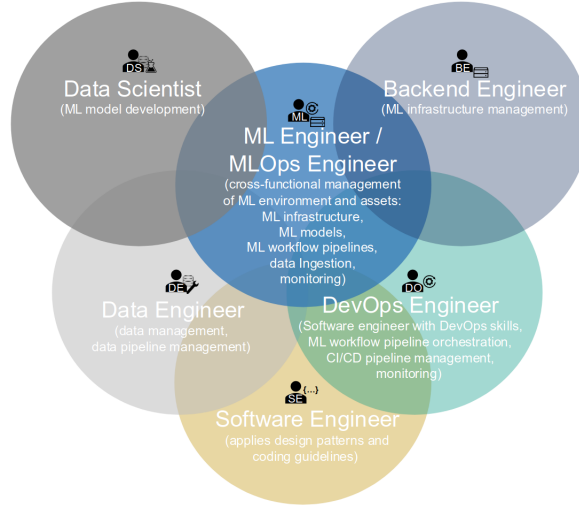 DS
Data Scientist
(ML model development)
BE
Backend Engineer
(ML infrastructure management)
ML
ML Engineer /
MLOps Engineer
(cross-functional management
of ML environment and assets:
ML infrastructure,
ML models,
ML workflow pipelines,
data Ingestion,
monitoring)
DE
Data Engineer
(data management,
data pipeline management)
DO
DevOps Engineer
(Software engineer with DevOps skills,
ML workflow pipeline orchestration,
CI/CD pipeline management,
monitoring)
SE {...}
Software Engineer
(applies design patterns and
coding guidelines)